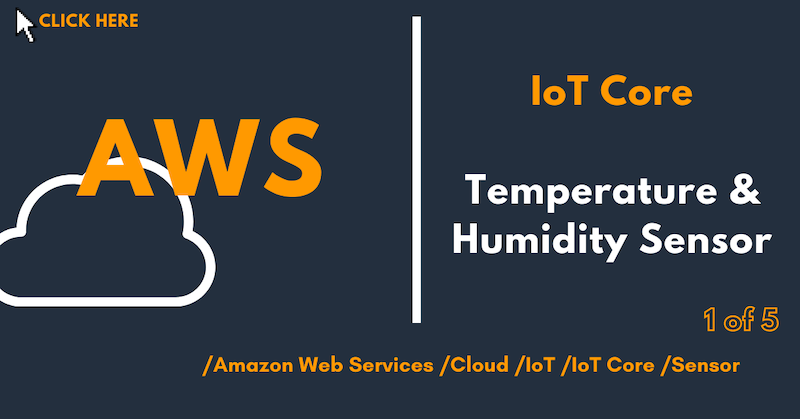 CLICK HERE
AWS
IoT Core
Temperature &
Humidity Sensor
1 of 5
/Amazon Web Services /Cloud /IoT /IoT Core /Sensor